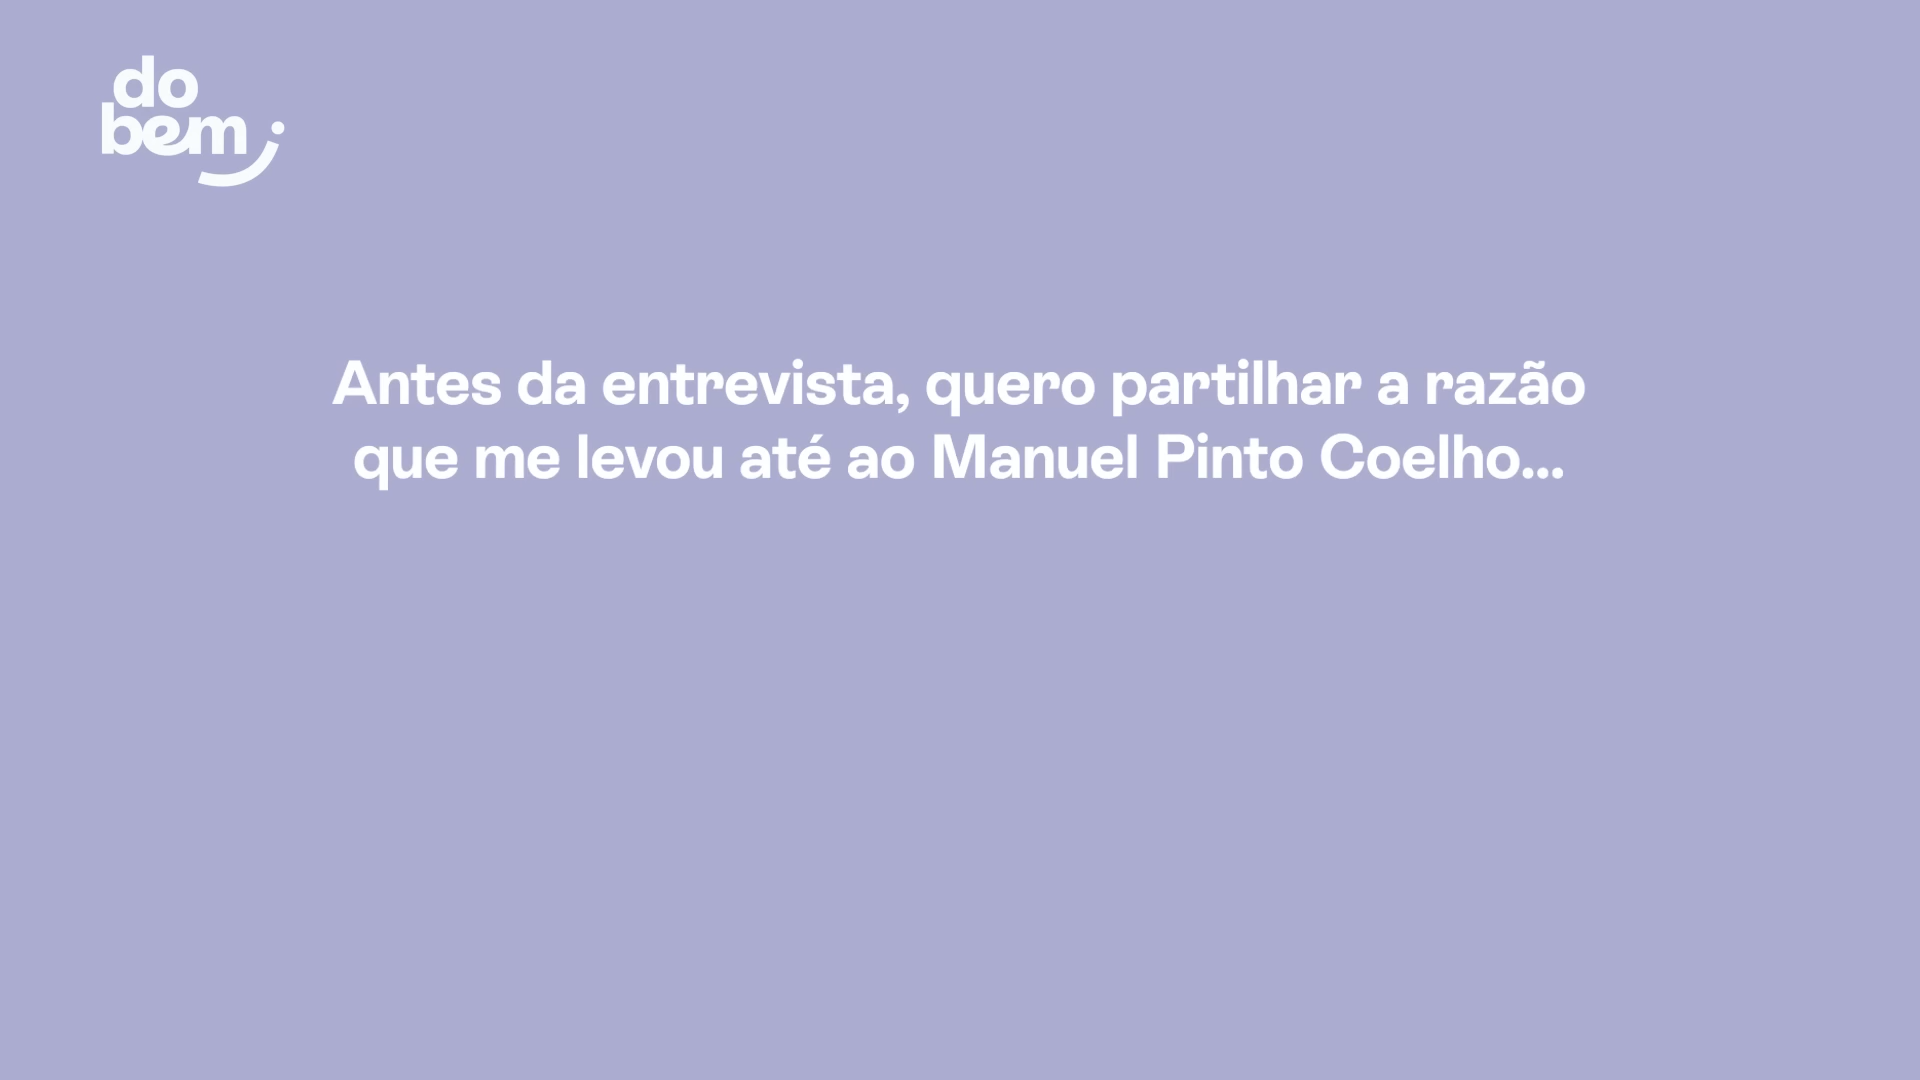 do
bem
Antes da entrevista, quero partilhar a razão
que me levou até ao Manuel Pinto Coelho...